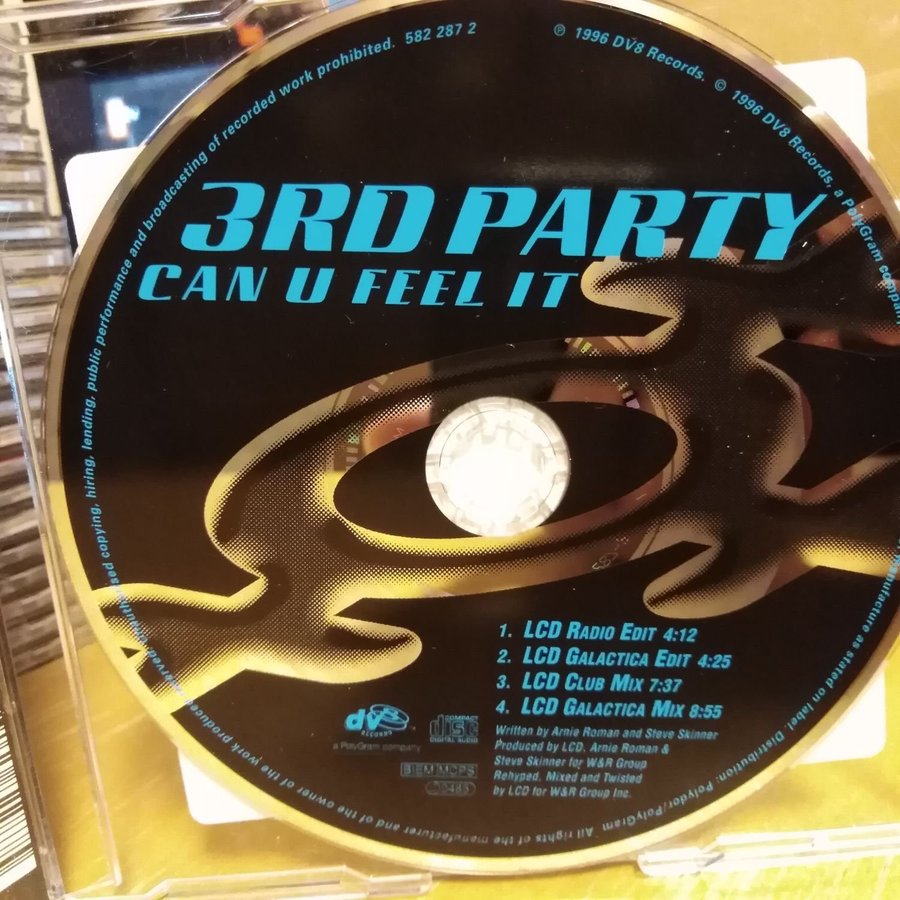 unauthorised copying, hiring, lending, public performance and broadcasting of recorded work prohibited. 582 287 2
℗ 1996 DV8 Records. © 1996 DV8 Records, a PolyGram company.
3RD PARTY
CAN U FEEL IT
1. LCD RADIO EDIT 4:12
2. LCD GALACTICA EDIT 4:25
3. LCD CLUB MIX 7:37
4. LCD GALACTICA MIX 8:55
Written by Arnie Roman and Steve Skinner
Produced by LCD, Arnie Roman &
Steve Skinner for W&R Group
Rehyped, Mixed and Twisted
by LCD for W&R Group Inc.
dv8
RECORDS
a PolyGram company
COMPACT
disc
DIGITAL AUDIO
BIEM/MCPS
Manufacture as stated on label. Distribution: Polydor/PolyGram
All rights of the manufacturer and of the owner of the work produced reserved.